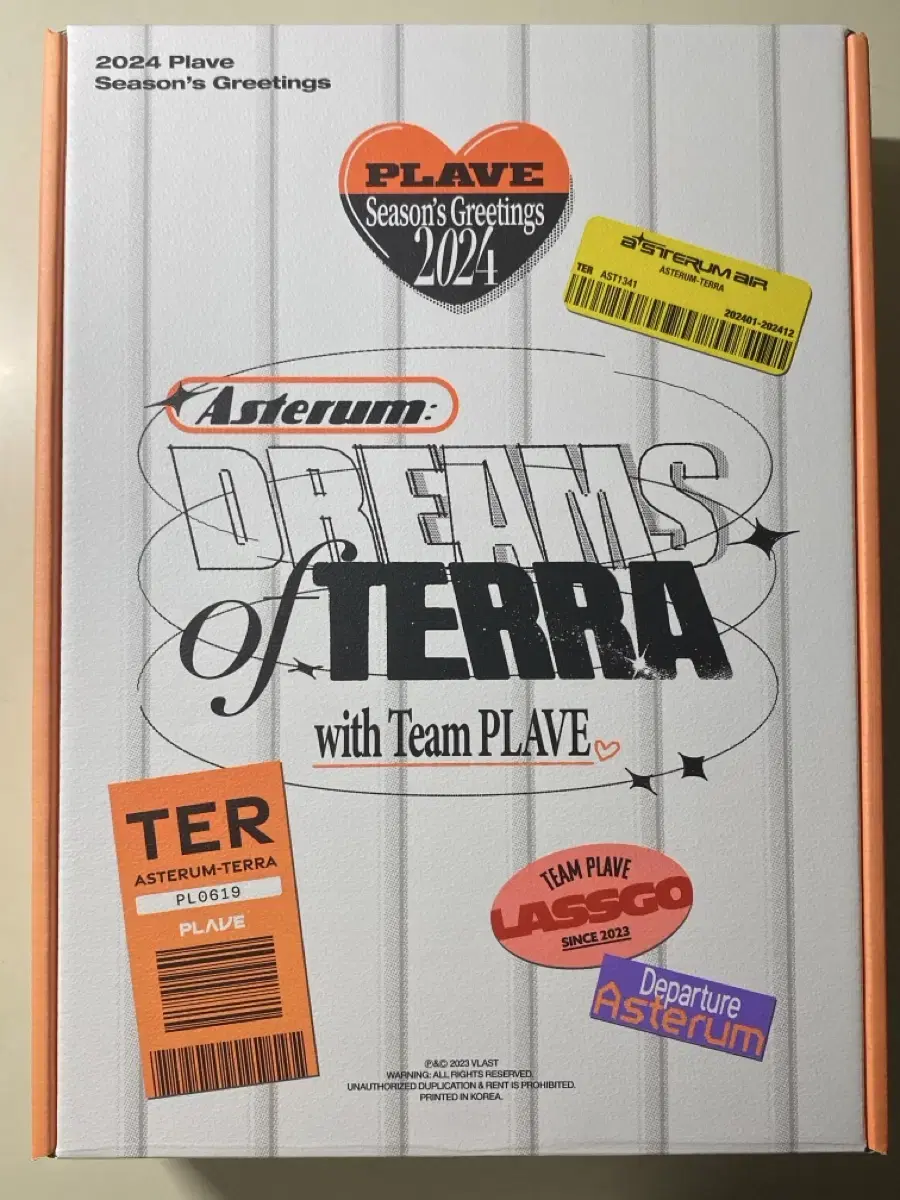 2024 Plave
Season's Greetings
PLAVE
Season's Greetings
2024
asterum air
ASTERUM-TERRA
TER AST1341
202401-202412
Asterum:
DREAMS
of TERRA
with Team PLAVE
TER
ASTERUM-TERRA
PL0619
PLAVE
TEAM PLAVE
LASSGO
SINCE 2023
Departure
Asterum
℗&© 2023 VLAST
WARNING: ALL RIGHTS RESERVED.
UNAUTHORIZED DUPLICATION & RENT IS PROHIBITED.
PRINTED IN KOREA.